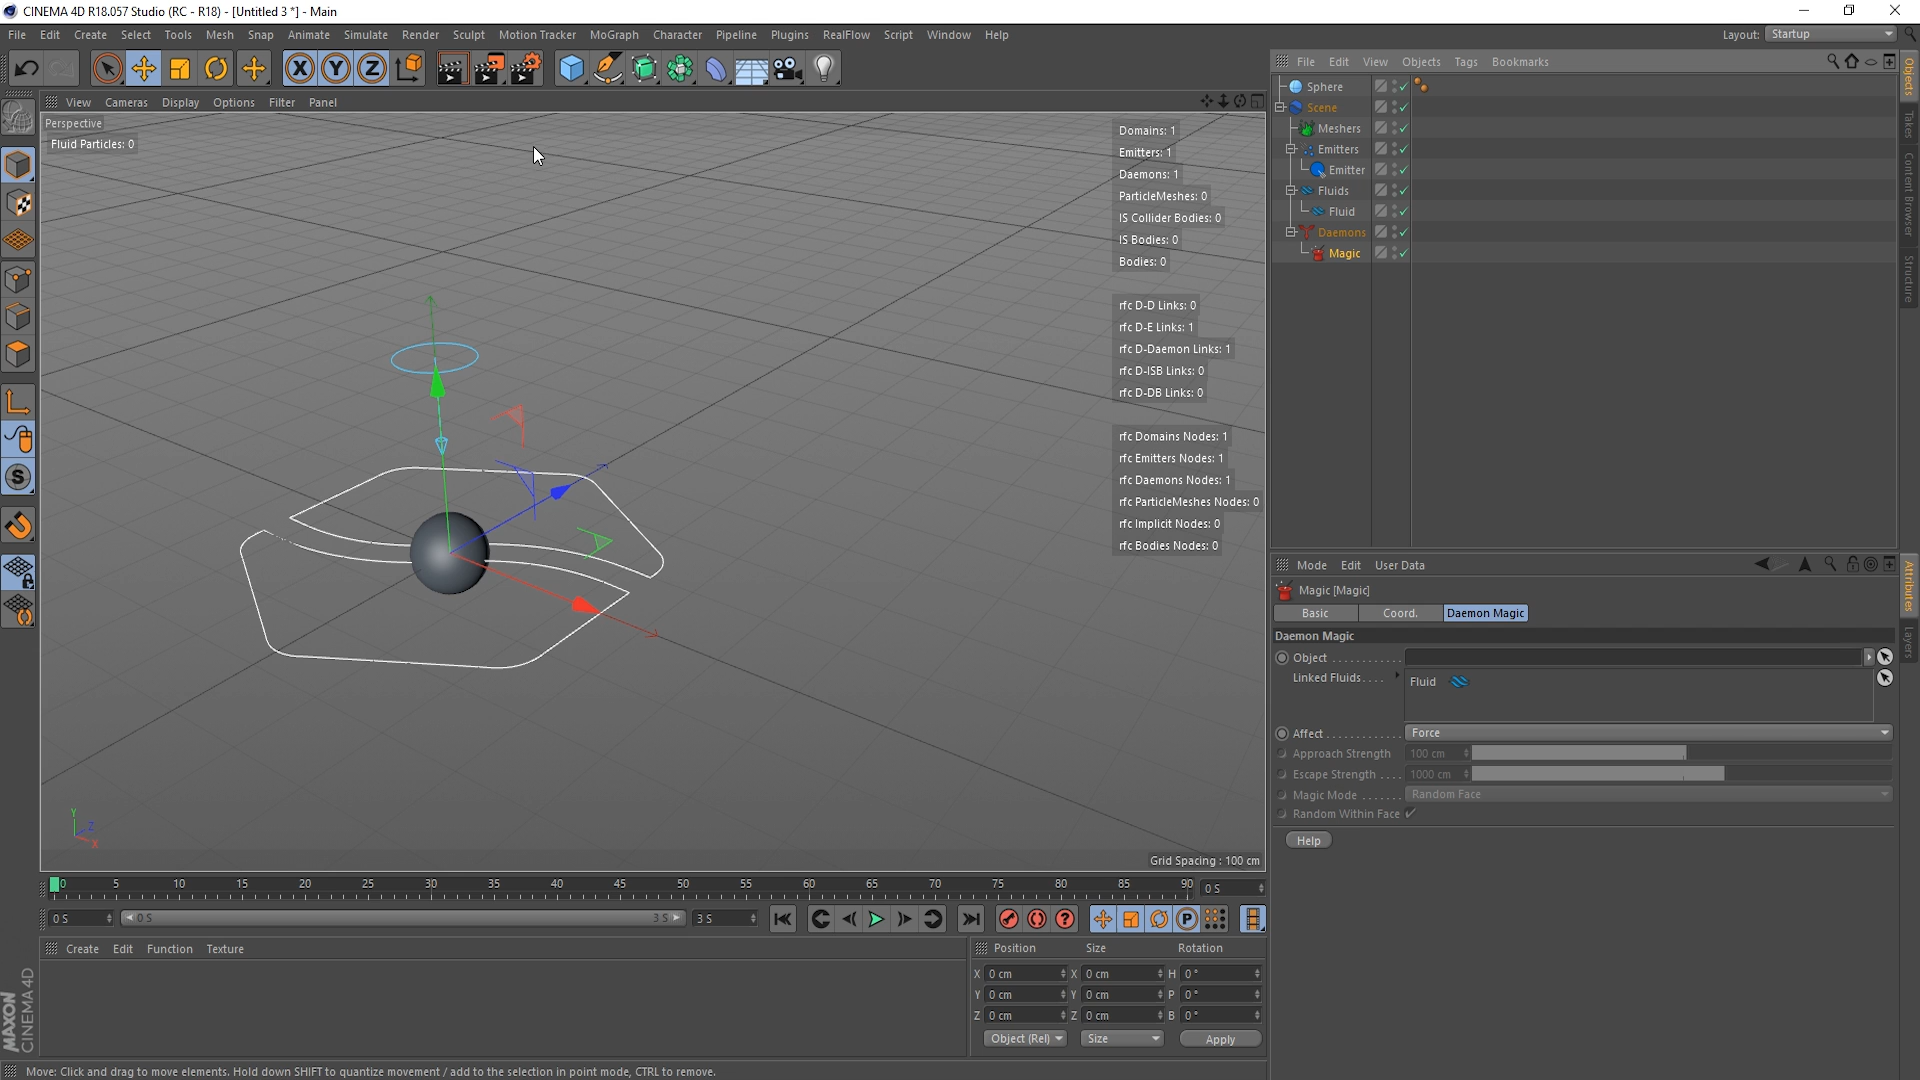 CINEMA 4D R18.057 Studio (RC - R18) - [Untitled 3 *] - Main
File Edit Create Select Tools Mesh Snap Animate Simulate Render Sculpt Motion Tracker MoGraph Character Pipeline Plugins RealFlow Script Window Help
Layout: Startup
X Y Z
File Edit View Objects Tags Bookmarks
View Cameras Display Options Filter Panel
Perspective
Fluid Particles: 0
Domains: 1
Emitters: 1
Daemons: 1
ParticleMeshes: 0
IS Collider Bodies: 0
IS Bodies: 0
Bodies: 0
rfc D-D Links: 0
rfc D-E Links: 1
rfc D-Daemon Links: 1
rfc D-ISB Links: 0
rfc D-DB Links: 0
rfc Domains Nodes: 1
rfc Emitters Nodes: 1
rfc Daemons Nodes: 1
rfc ParticleMeshes Nodes: 0
rfc Implicit Nodes: 0
rfc Bodies Nodes: 0
Y
Z
X
Grid Spacing : 100 cm
Sphere
Scene
Meshers
Emitters
Emitter
Fluids
Fluid
Daemons
Magic
Objects
Takes
Content Browser
Structure
Mode Edit User Data
Magic [Magic]
Basic Coord. Daemon Magic
Daemon Magic
Object
Linked Fluids. . . . Fluid
Affect Force
Approach Strength 100 cm
Escape Strength . . . . 1000 cm
Magic Mode Random Face
Random Within Face
Help
Attributes
Layers
0 5 10 15 20 25 30 35 40 45 50 55 60 65 70 75 80 85 90 0 S
0 S 0 S 3 S 3 S
Create Edit Function Texture
Position Size Rotation
X 0 cm X 0 cm H 0 °
Y 0 cm Y 0 cm P 0 °
Z 0 cm Z 0 cm B 0 °
Object (Rel) Size Apply
MAXON
CINEMA 4D
Move: Click and drag to move elements. Hold down SHIFT to quantize movement / add to the selection in point mode, CTRL to remove.